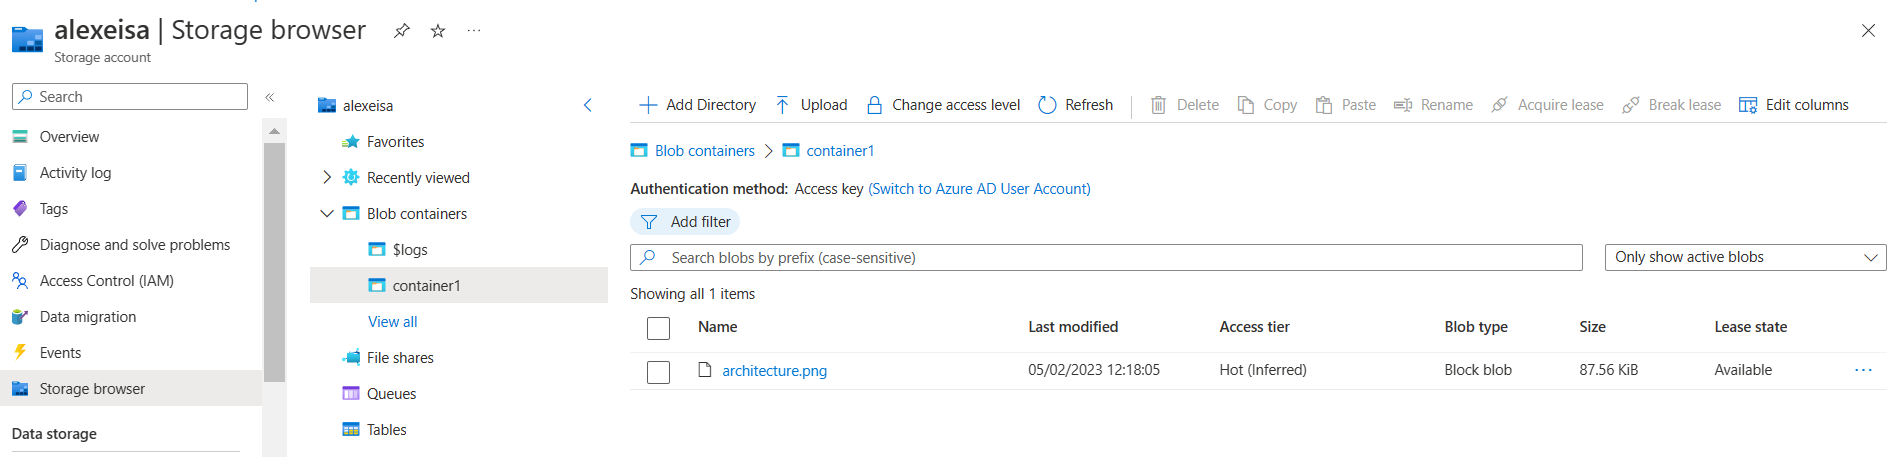 alexeisa | Storage browser
Storage account
Search
Overview
Activity log
Tags
Diagnose and solve problems
Access Control (IAM)
Data migration
Events
Storage browser
Data storage
alexeisa
Favorites
Recently viewed
Blob containers
$logs
container1
View all
File shares
Queues
Tables
Add Directory Upload Change access level Refresh Delete Copy Paste Rename Acquire lease Break lease Edit columns
Blob containers > container1
Authentication method: Access key (Switch to Azure AD User Account)
Add filter
Search blobs by prefix (case-sensitive) Only show active blobs
Showing all 1 items
Name Last modified Access tier Blob type Size Lease state
architecture.png 05/02/2023 12:18:05 Hot (Inferred) Block blob 87.56 KiB Available ...